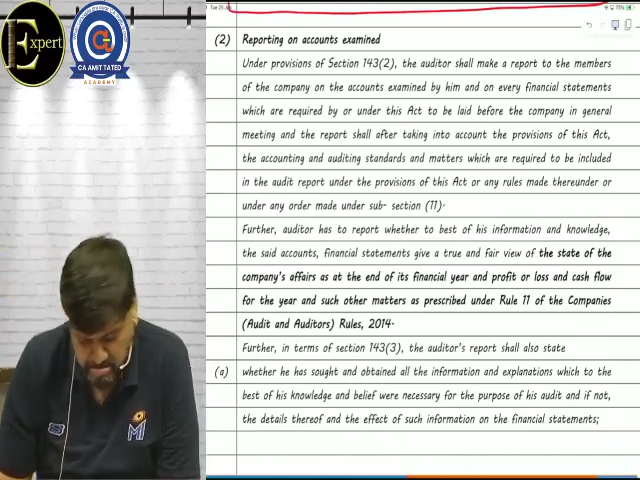 Tue 25
75%
Expert
CA AMIT TATED
ACADEMY
MI
(2) Reporting on accounts examined
Under provisions of Section 143(2), the auditor shall make a report to the members
of the company on the accounts examined by him and on every financial statements
which are required by or under this Act to be laid before the company in general
meeting and the report shall after taking into account the provisions of this Act,
the accounting and auditing standards and matters which are required to be included
in the audit report under the provisions of this Act or any rules made thereunder or
under any order made under sub- section (11).
Further, auditor has to report whether to best of his information and knowledge,
the said accounts, financial statements give a true and fair view of the state of the
company's affairs as at the end of its financial year and profit or loss and cash flow
for the year and such other matters as prescribed under Rule 11 of the Companies
(Audit and Auditors) Rules, 2014.
Further, in terms of section 143(3), the auditor's report shall also state
(a) whether he has sought and obtained all the information and explanations which to the
best of his knowledge and belief were necessary for the purpose of his audit and if not,
the details thereof and the effect of such information on the financial statements;